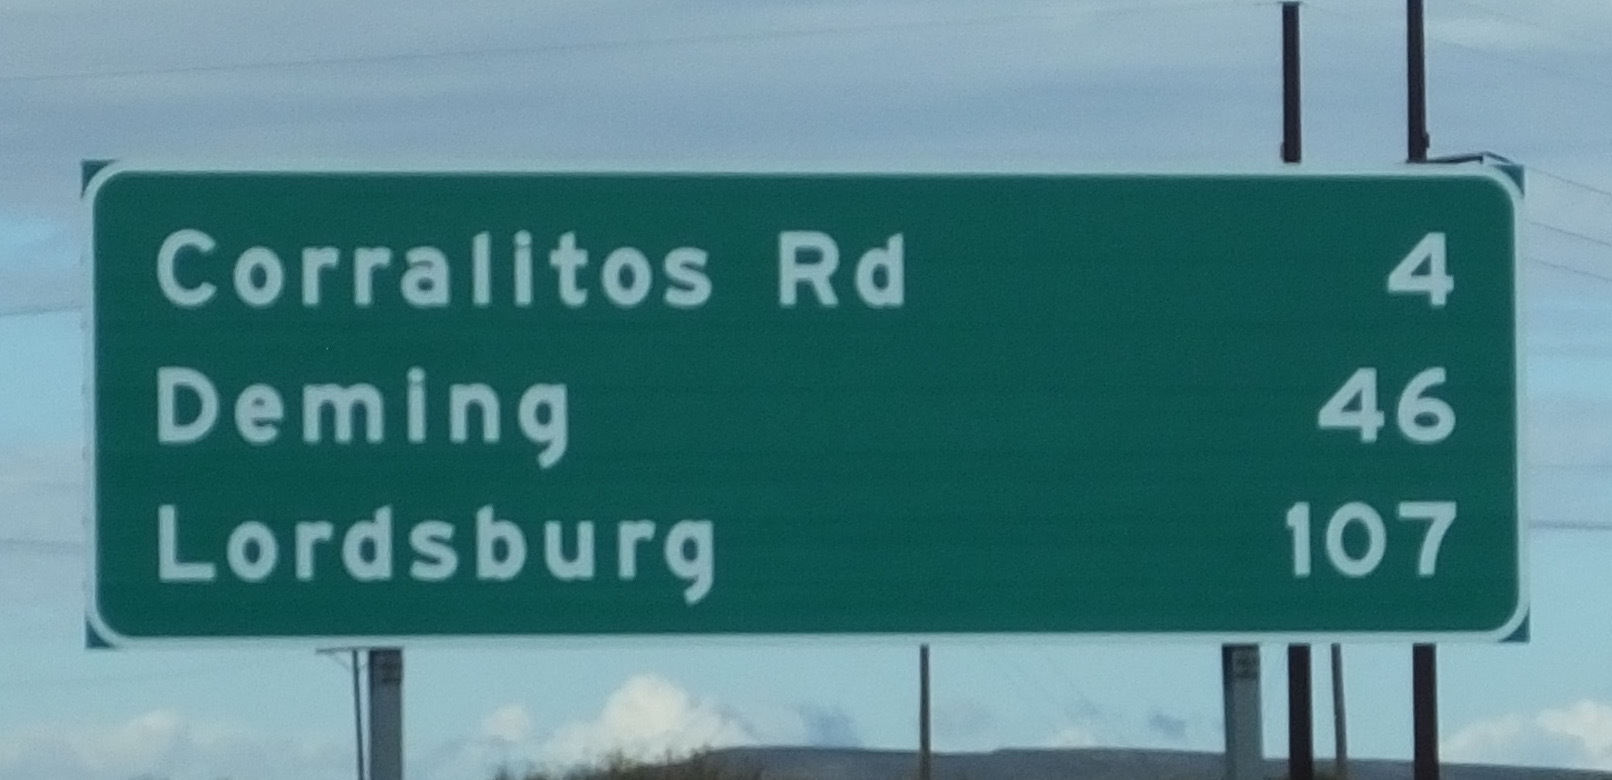 Corralitos Rd 4
Deming 46
Lordsburg 107